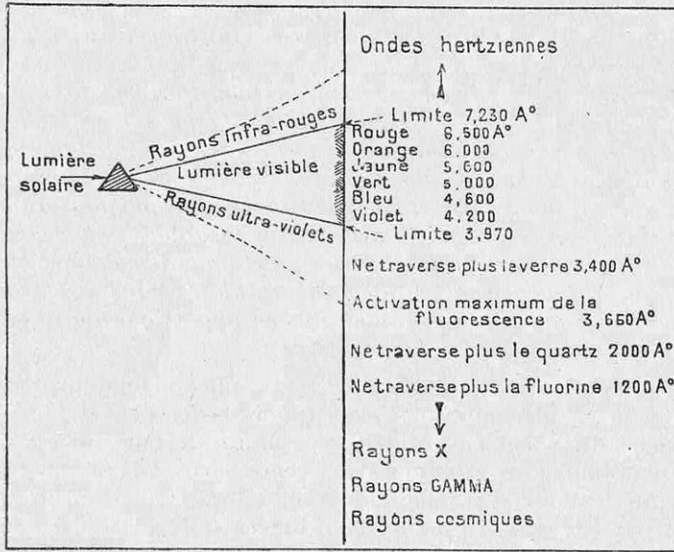 Ondes hertziennes
Limite 7,230 A°
Rayons infra-rouges
Rouge 6,500 A°
Orange 6.000
Lumière
solaire
Lumière visible
Jaune 5,600
Vert 5,000
Bleu 4,600
Rayons ultra-violets
Violet 4,200
Limite 3,970
Ne traverse plus le verre 3,400 A°
Activation maximum de la
fluorescence 3,650 A°
Ne traverse plus le quartz 2000 A°
Ne traverse plus la fluorine 1200 A°
Rayons X
Rayons GAMMA
Rayons cosmiques